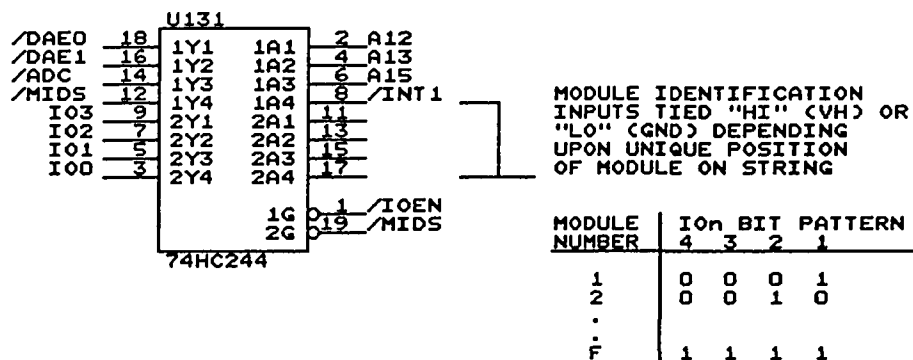 U131
/DAE0 18 1Y1 1A1 2 A12
/DAE1 16 1Y2 1A2 4 A13
/ADC 14 1Y3 1A3 6 A15
/MIDS 12 1Y4 1A4 8 /INT1
IO3 9 2Y1 2A1 11
IO2 7 2Y2 2A2 13
IO1 5 2Y3 2A3 15
IO0 3 2Y4 2A4 17
1G 1 /IOEN
2G 19 /MIDS
74HC244
MODULE IDENTIFICATION
INPUTS TIED "HI" (VH) OR
"LO" (GND) DEPENDING
UPON UNIQUE POSITION
OF MODULE ON STRING
MODULE IOn BIT PATTERN
NUMBER 4 3 2 1
1 0 0 0 1
2 0 0 1 0
.
.
F 1 1 1 1